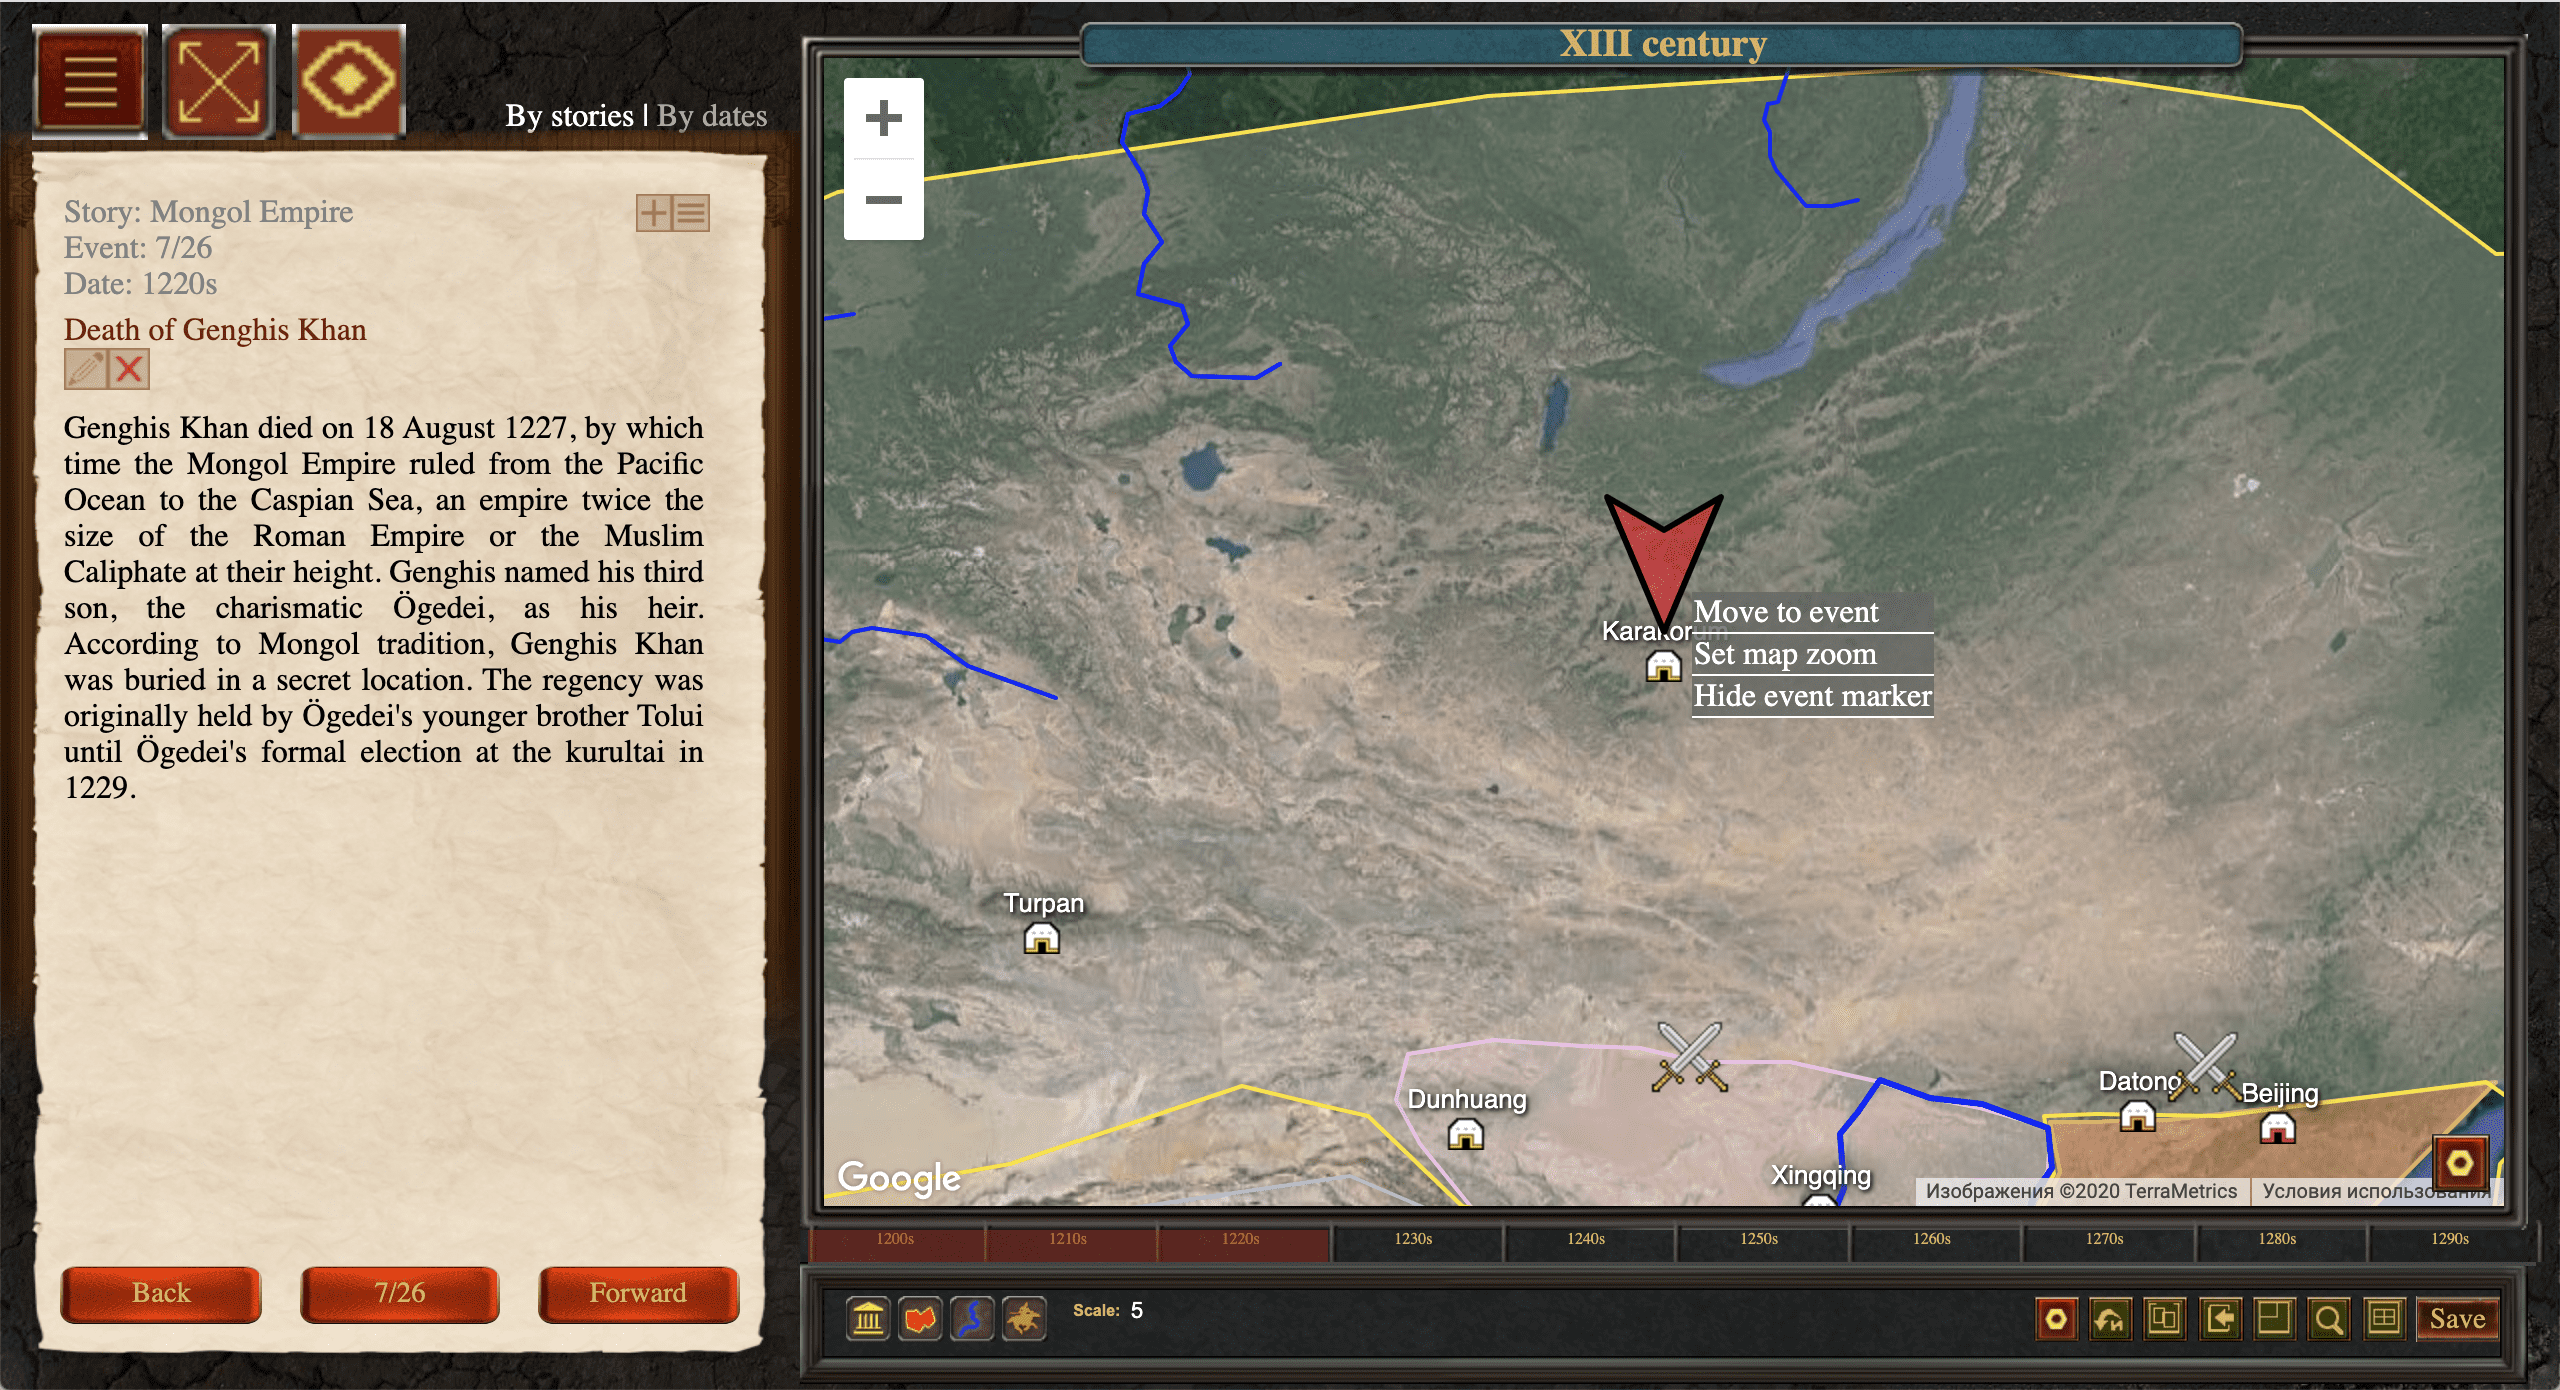 XIII century
By stories | By dates
Story: Mongol Empire
Event: 7/26
Date: 1220s
Death of Genghis Khan
Genghis Khan died on 18 August 1227, by which
time the Mongol Empire ruled from the Pacific
Ocean to the Caspian Sea, an empire twice the
size of the Roman Empire or the Muslim
Caliphate at their height. Genghis named his third
son, the charismatic Ögedei, as his heir.
According to Mongol tradition, Genghis Khan
was buried in a secret location. The regency was
originally held by Ögedei's younger brother Tolui
until Ögedei's formal election at the kurultai in
1229.
Back
7/26
Forward
Move to event
Karakorum
Set map zoom
Hide event marker
Turpan
Dunhuang
Datong
Beijing
Xingqing
Google
Изображения ©2020 TerraMetrics
Условия использования
1200s 1210s 1220s 1230s 1240s 1250s 1260s 1270s 1280s 1290s
Scale: 5
Save